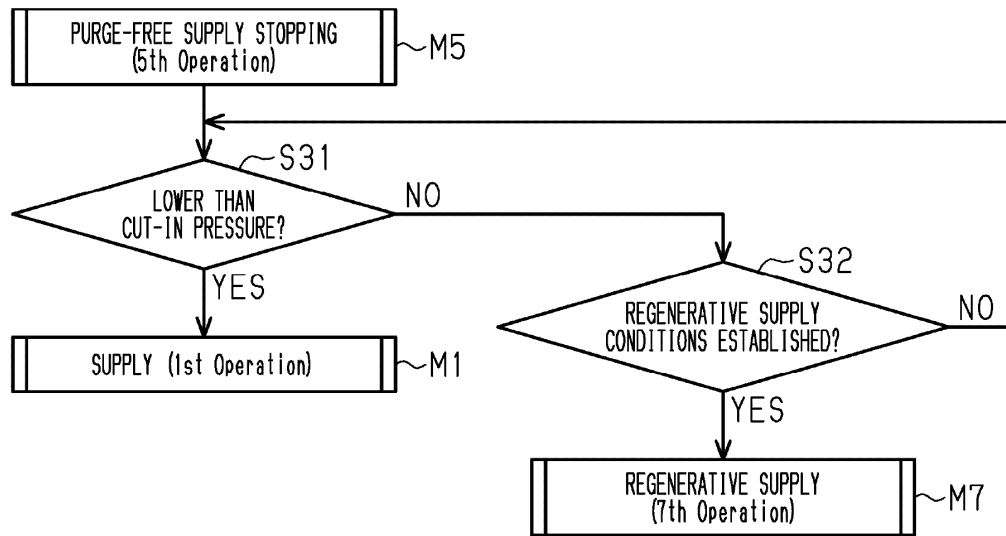 PURGE-FREE SUPPLY STOPPING
(5th Operation)
M5
S31
LOWER THAN
CUT-IN PRESSURE?
NO
YES
S32
REGENERATIVE SUPPLY
CONDITIONS ESTABLISHED?
NO
YES
SUPPLY (1st Operation)
M1
REGENERATIVE SUPPLY
(7th Operation)
M7